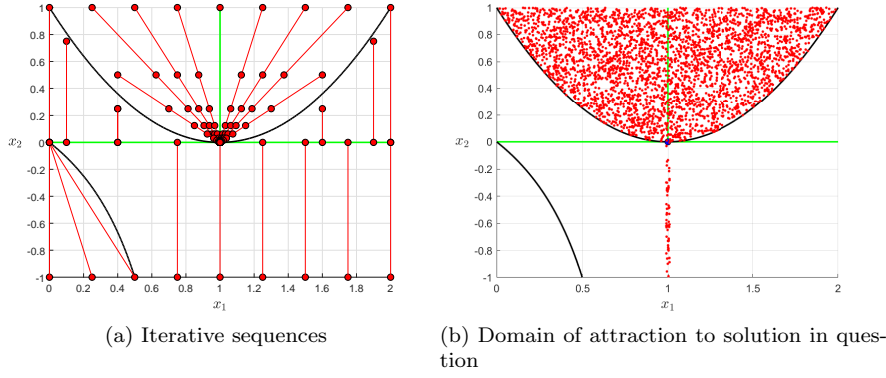 1
0.8
0.6
0.4
0.2
0
-0.2
-0.4
-0.6
-0.8
-1
x₂
0 0.2 0.4 0.6 0.8 1 1.2 1.4 1.6 1.8 2
x₁
(a) Iterative sequences
1
0.8
0.6
0.4
0.2
0
-0.2
-0.4
-0.6
-0.8
-1
x₂
0 0.5 1 1.5 2
x₁
(b) Domain of attraction to solution in ques-
tion